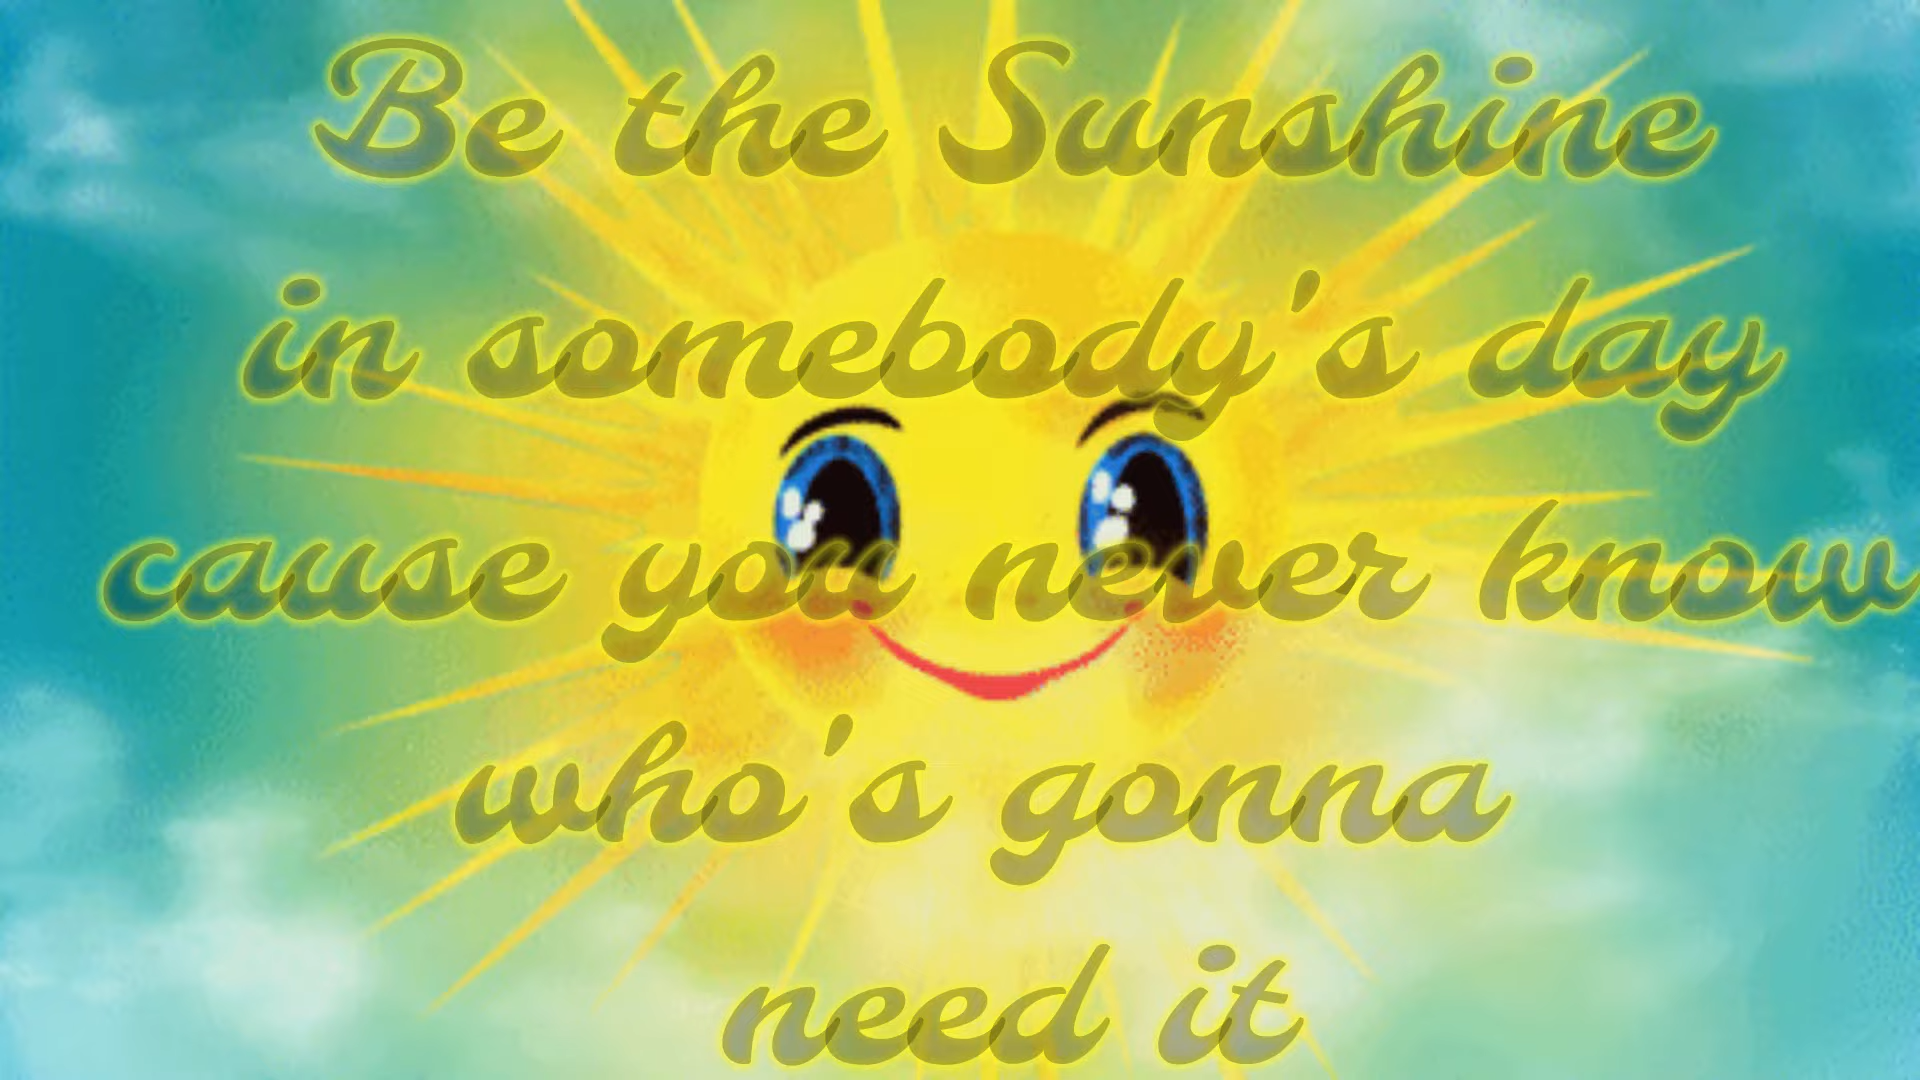 Be the Sunshine
in somebody's day
cause you never know
who's gonna
need it